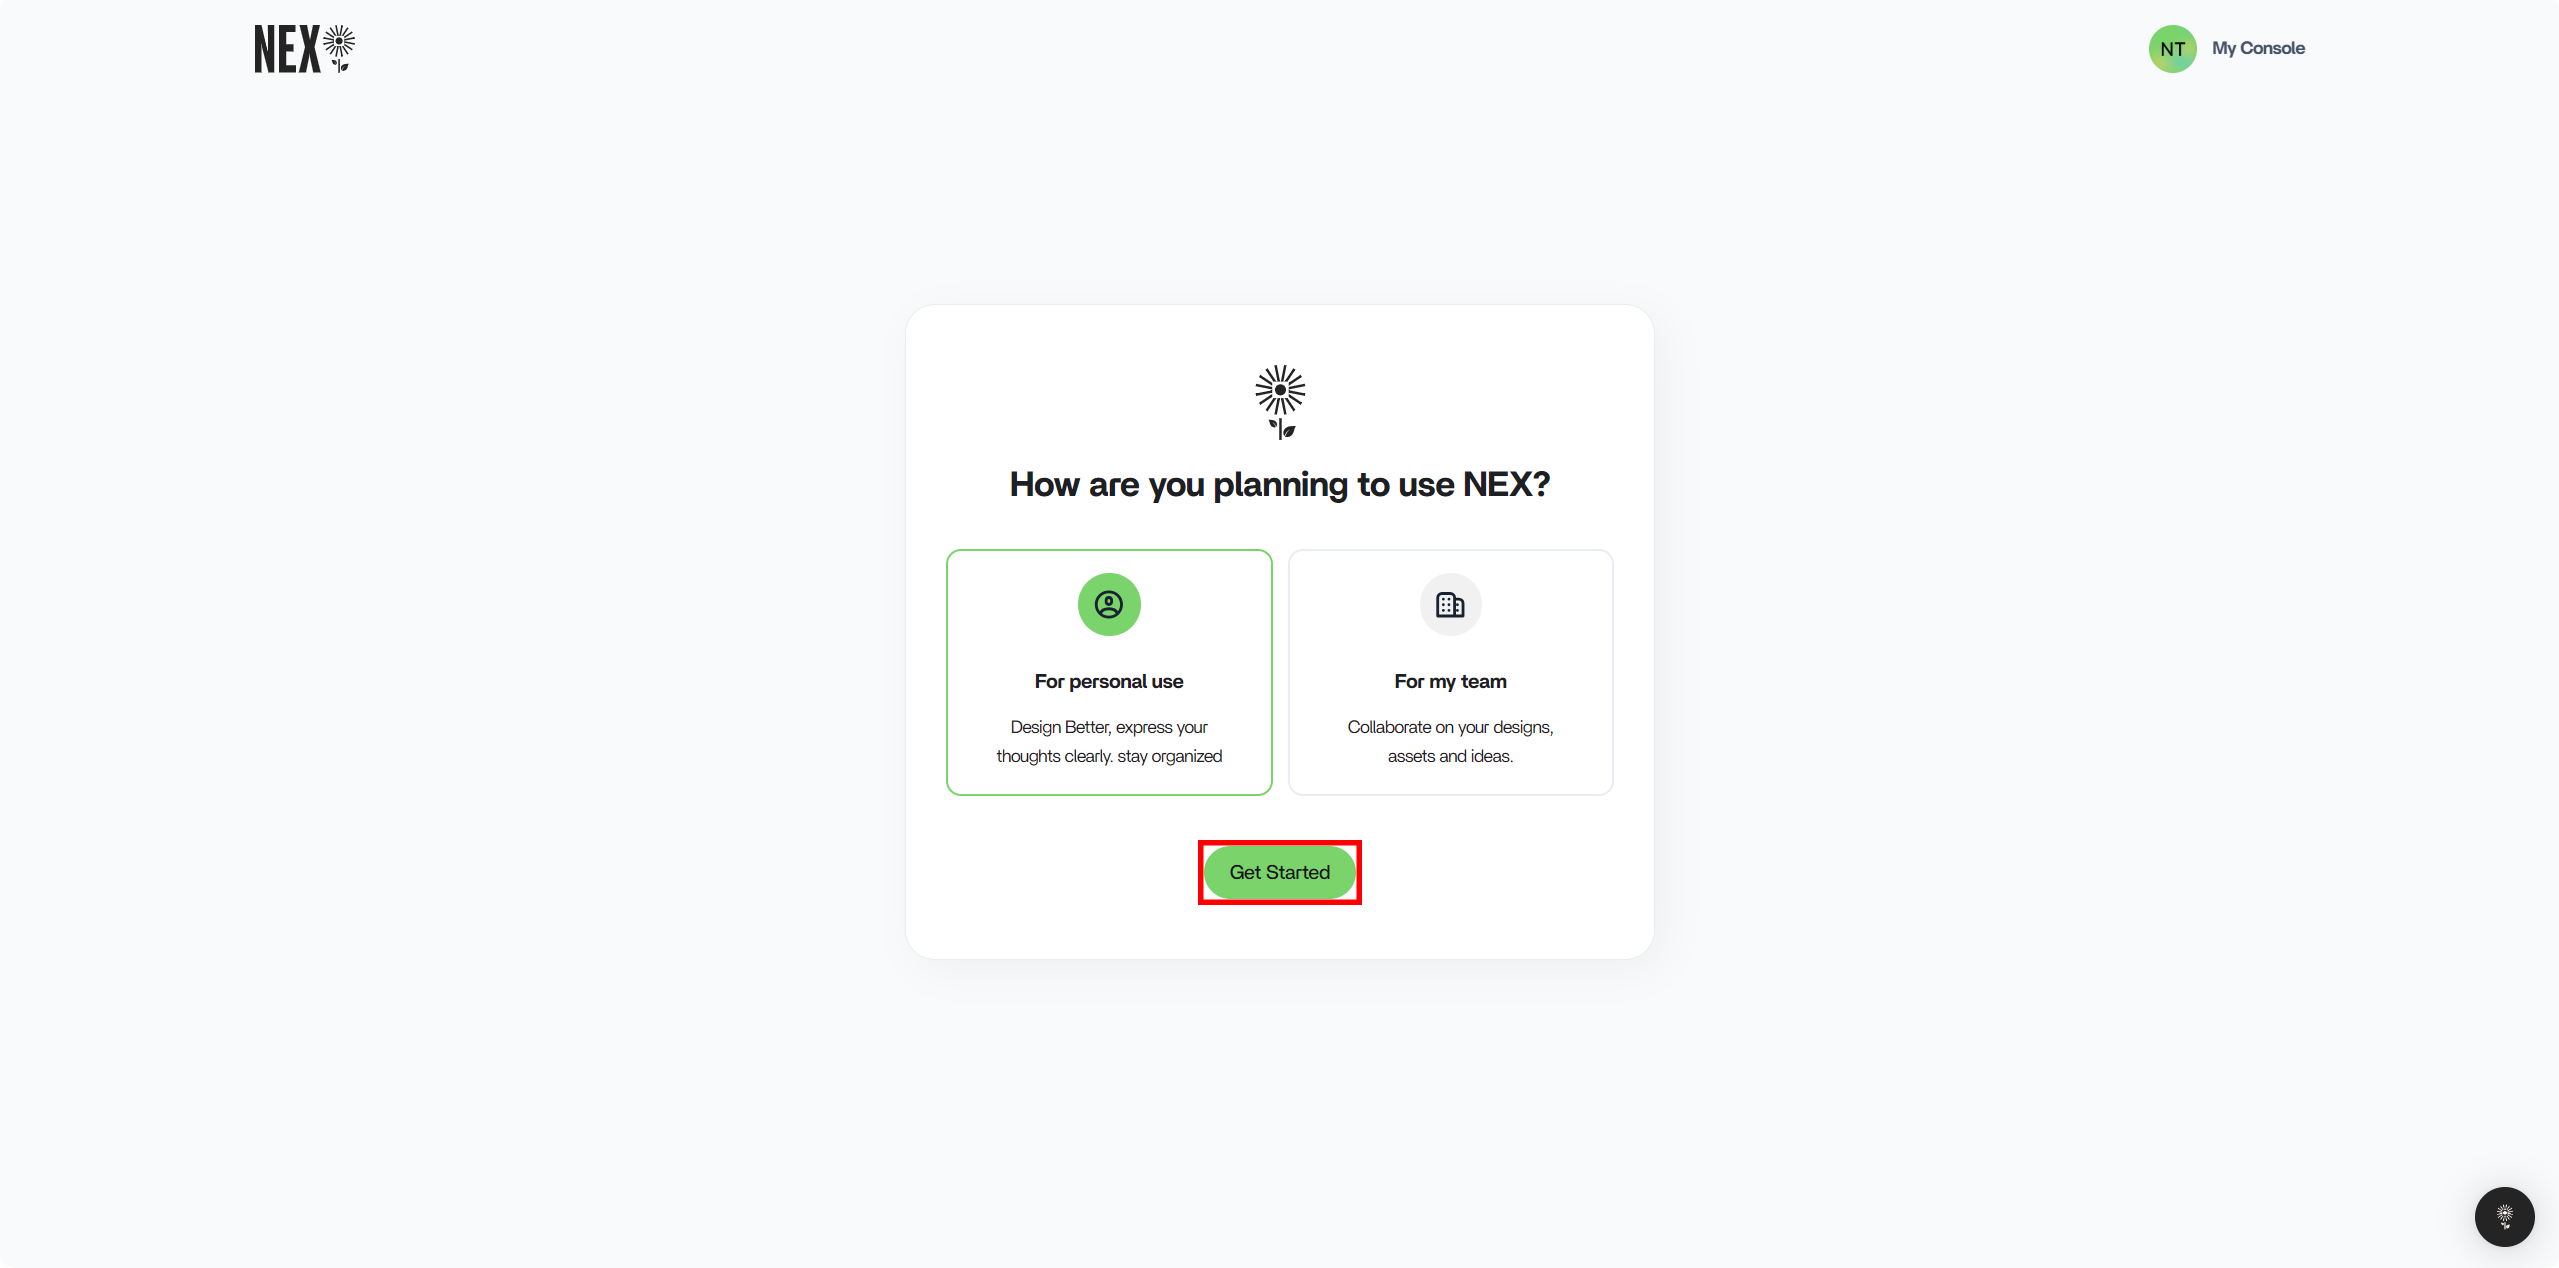 NEX
NT
My Console
How are you planning to use NEX?
For personal use
Design Better, express your
thoughts clearly. stay organized
For my team
Collaborate on your designs,
assets and ideas.
Get Started